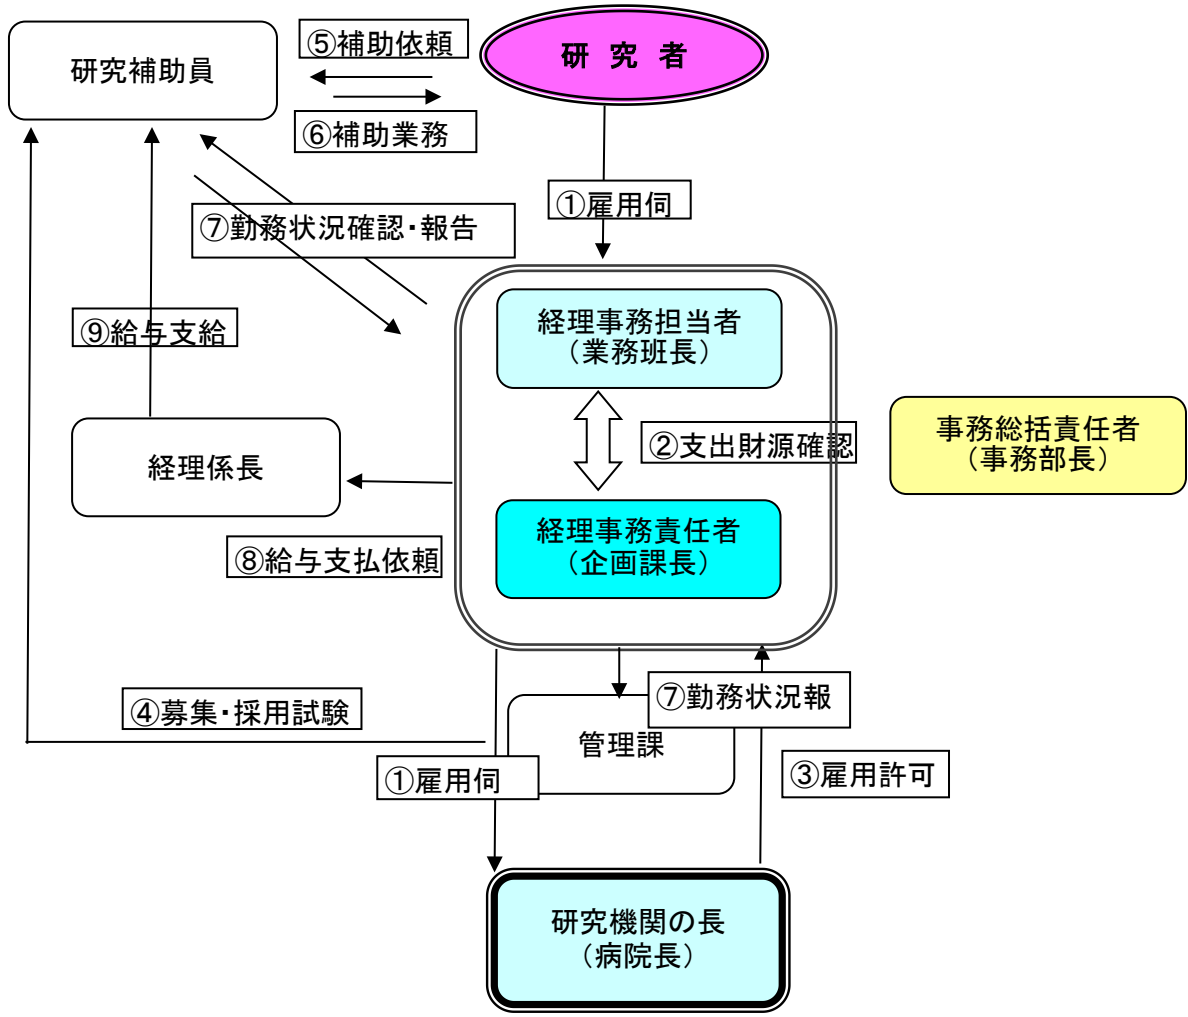 研究補助員
⑤補助依頼
研 究 者
⑥補助業務
①雇用伺
⑦勤務状況確認・報告
⑨給与支給
経理事務担当者
（業務班長）
②支出財源確認
事務総括責任者
（事務部長）
経理係長
経理事務責任者
（企画課長）
⑧給与支払依頼
④募集・採用試験
⑦勤務状況報
管理課
①雇用伺
③雇用許可
研究機関の長
（病院長）